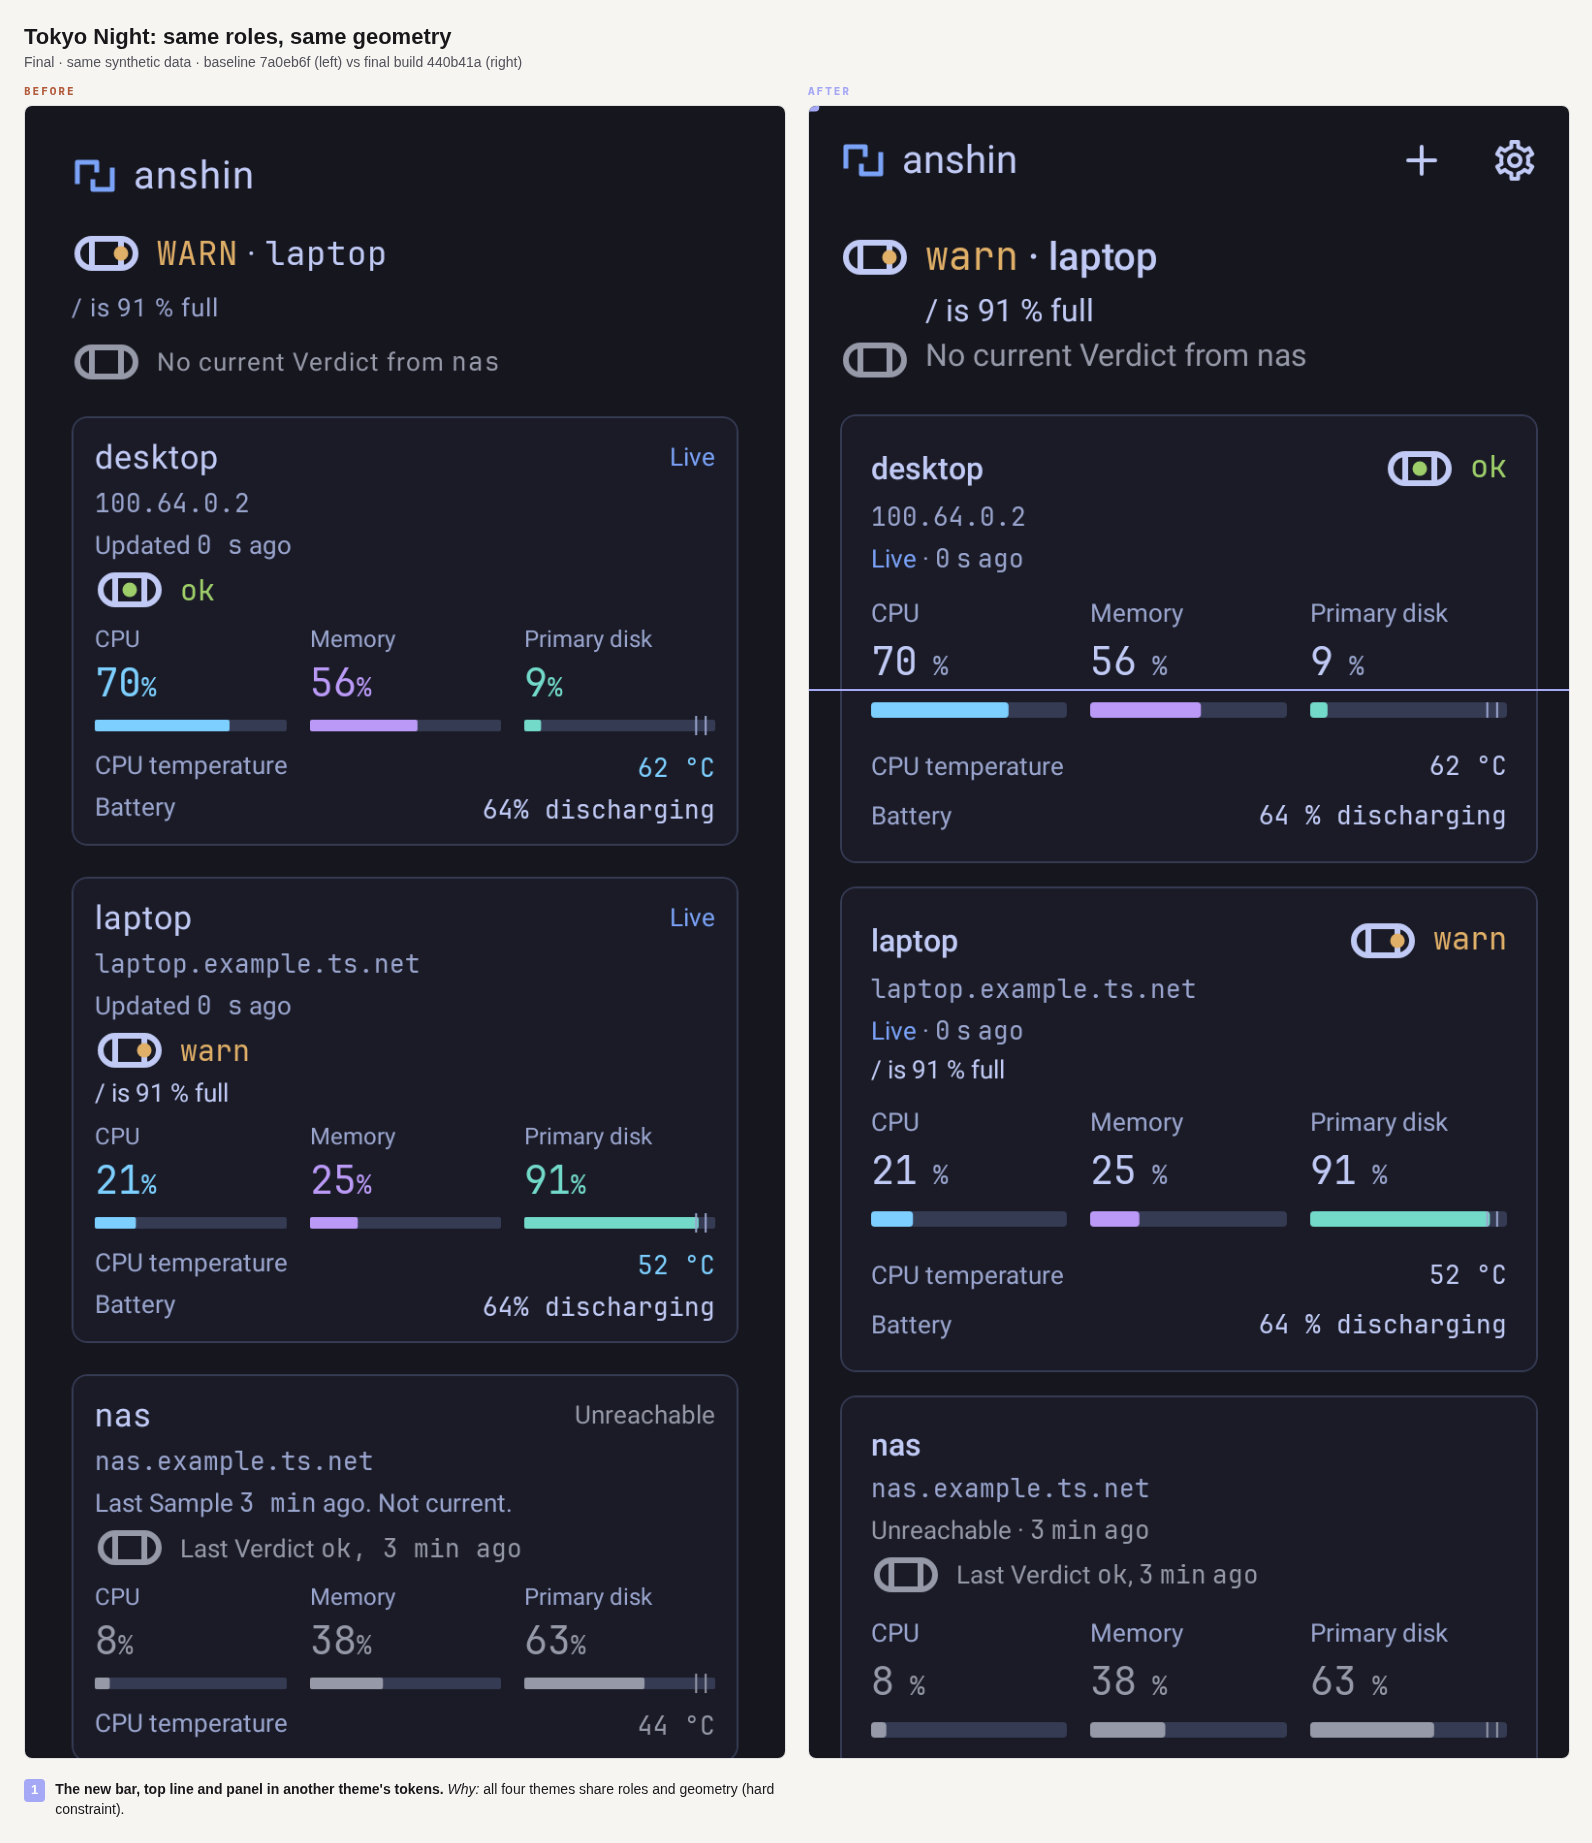 Tokyo Night: same roles, same geometry
Final · same synthetic data · baseline 7a0eb6f (left) vs final build 440b41a (right)
BEFORE
anshin
WARN · laptop
/ is 91 % full
No current Verdict from nas
desktop Live
100.64.0.2
Updated 0 s ago
ok
CPU Memory Primary disk
70% 56% 9%
CPU temperature 62 °C
Battery 64% discharging
laptop Live
laptop.example.ts.net
Updated 0 s ago
warn
/ is 91 % full
CPU Memory Primary disk
21% 25% 91%
CPU temperature 52 °C
Battery 64% discharging
nas Unreachable
nas.example.ts.net
Last Sample 3 min ago. Not current.
Last Verdict ok, 3 min ago
CPU Memory Primary disk
8% 38% 63%
CPU temperature 44 °C
AFTER
anshin
warn · laptop
/ is 91 % full
No current Verdict from nas
desktop ok
100.64.0.2
Live · 0 s ago
CPU Memory Primary disk
70 % 56 % 9 %
CPU temperature 62 °C
Battery 64 % discharging
laptop warn
laptop.example.ts.net
Live · 0 s ago
/ is 91 % full
CPU Memory Primary disk
21 % 25 % 91 %
CPU temperature 52 °C
Battery 64 % discharging
nas
nas.example.ts.net
Unreachable · 3 min ago
Last Verdict ok, 3 min ago
CPU Memory Primary disk
8 % 38 % 63 %
1 The new bar, top line and panel in another theme's tokens. Why: all four themes share roles and geometry (hard
constraint).